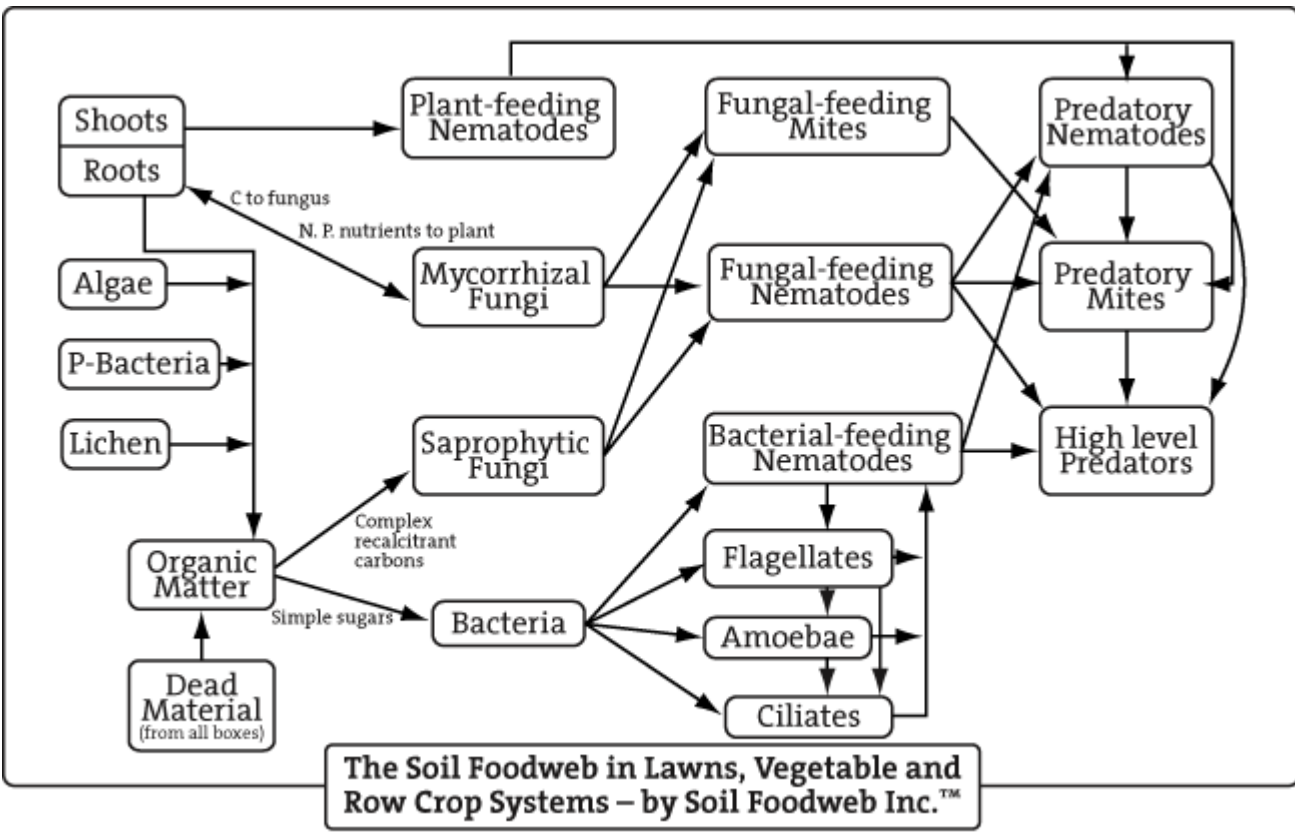 Shoots
Roots
Plant-feeding
Nematodes
Fungal-feeding
Mites
Predatory
Nematodes
C to fungus
N. P. nutrients to plant
Algae
Mycorrhizal
Fungi
Fungal-feeding
Nematodes
Predatory
Mites
P-Bacteria
Lichen
Saprophytic
Fungi
Bacterial-feeding
Nematodes
High level
Predators
Complex
recalcitrant
carbons
Organic
Matter
Simple sugars
Bacteria
Flagellates
Amoebae
Ciliates
Dead
Material
(from all boxes)
The Soil Foodweb in Lawns, Vegetable and
Row Crop Systems – by Soil Foodweb Inc.™